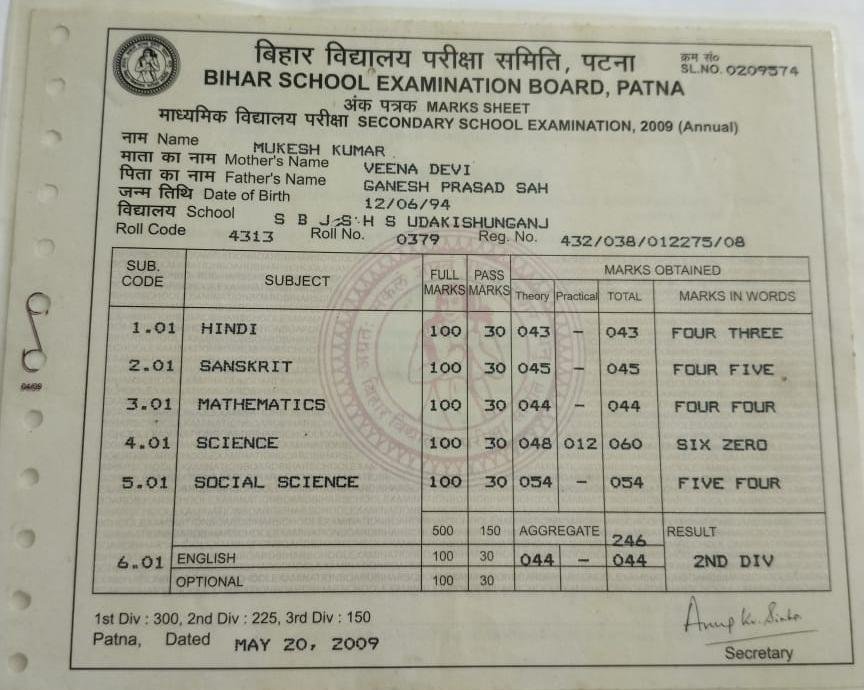 बिहार विद्यालय परीक्षा समिति, पटना
क्रम सं०
SL.NO. 0209574
BIHAR SCHOOL EXAMINATION BOARD, PATNA
अंक पत्रक MARKS SHEET
माध्यमिक विद्यालय परीक्षा SECONDARY SCHOOL EXAMINATION, 2009 (Annual)
नाम Name MUKESH KUMAR
माता का नाम Mother's Name VEENA DEVI
पिता का नाम Father's Name GANESH PRASAD SAH
जन्म तिथि Date of Birth 12/06/94
विद्यालय School S B J S H S UDAKISHUNGANJ
Roll Code 4313 Roll No. 0379 Reg. No. 432/038/012275/08
SUB. CODE SUBJECT FULL MARKS PASS MARKS MARKS OBTAINED
Theory Practical TOTAL MARKS IN WORDS
1.01 HINDI 100 30 043 - 043 FOUR THREE
2.01 SANSKRIT 100 30 045 - 045 FOUR FIVE
3.01 MATHEMATICS 100 30 044 - 044 FOUR FOUR
4.01 SCIENCE 100 30 048 012 060 SIX ZERO
5.01 SOCIAL SCIENCE 100 30 054 - 054 FIVE FOUR
500 150 AGGREGATE 246 RESULT
6.01 ENGLISH 100 30 044 - 044 2ND DIV
OPTIONAL 100 30
1st Div : 300, 2nd Div : 225, 3rd Div : 150
Patna, Dated MAY 20, 2009
Anup Kr. Sinha
Secretary